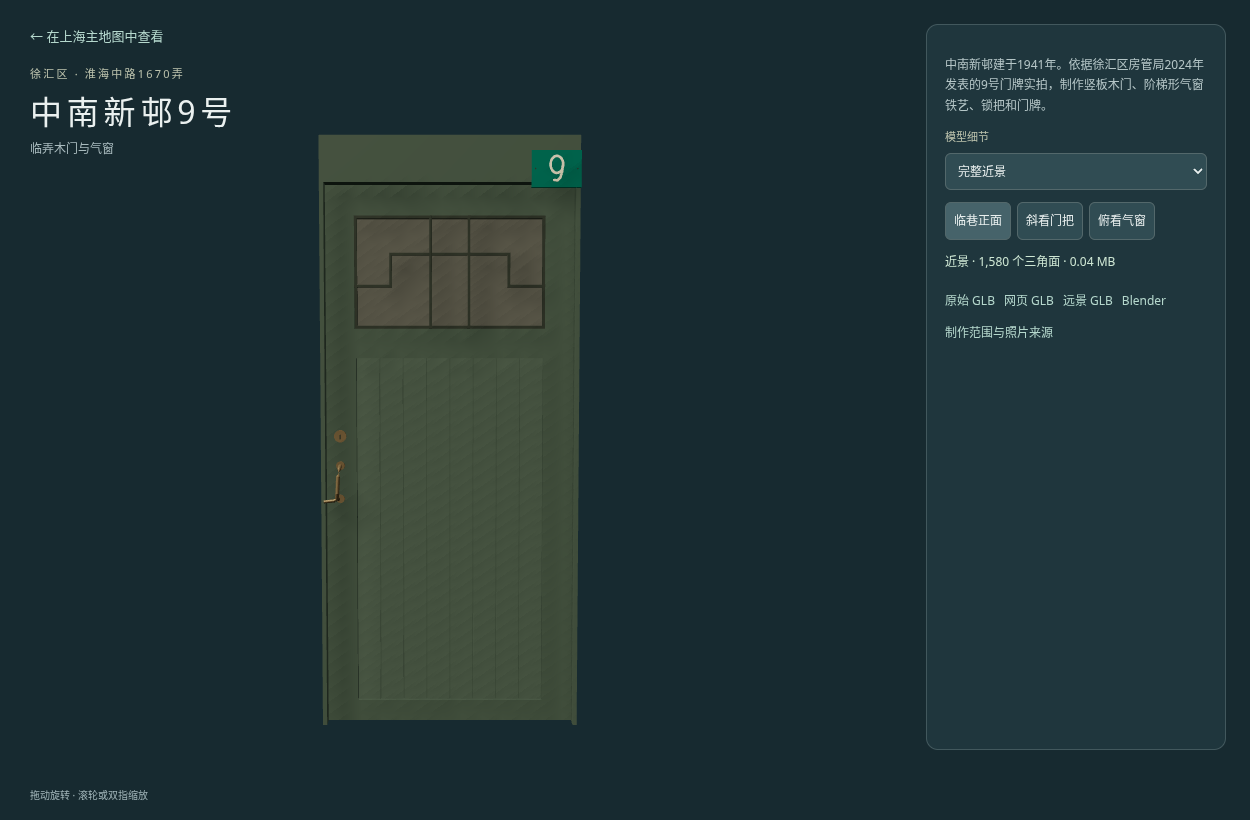 ← 在上海主地图中查看
徐汇区 · 淮海中路1670弄
中南新邨9号
临弄木门与气窗
9
中南新邨建于1941年。依据徐汇区房管局2024年
发表的9号门牌实拍，制作竖板木门、阶梯形气窗
铁艺、锁把和门牌。
模型细节
完整近景
临巷正面 斜看门把 俯看气窗
近景 · 1,580 个三角面 · 0.04 MB
原始 GLB 网页 GLB 远景 GLB Blender
制作范围与照片来源
拖动旋转 · 滚轮或双指缩放